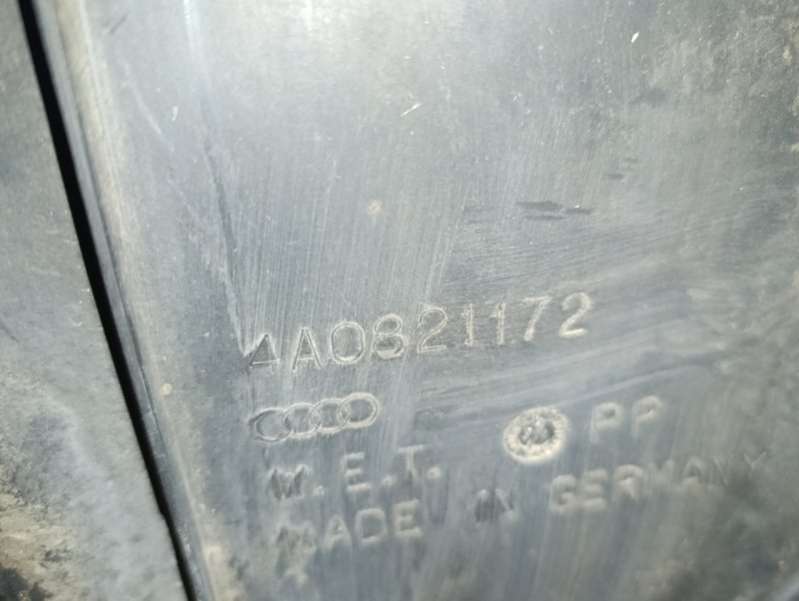 4A0821172
PP
W.E.T.
MADE IN GERMANY